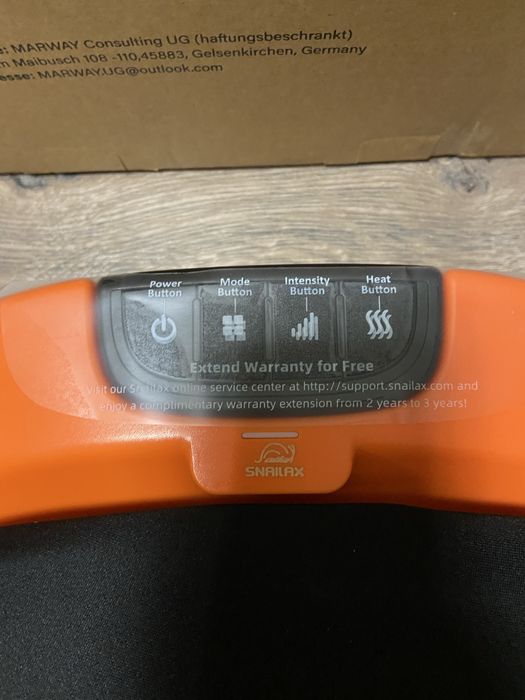 MARWAY Consulting UG (haftungsbeschrankt)
Maibusch 108 -110,45883, Gelsenkirchen, Germany
esse: MARWAY.UG@outlook.com
Power Button
Mode Button
Intensity Button
Heat Button
Extend Warranty for Free
Visit our Snailax online service center at http://support.snailax.com and
enjoy a complimentary warranty extension from 2 years to 3 years!
SNAILAX